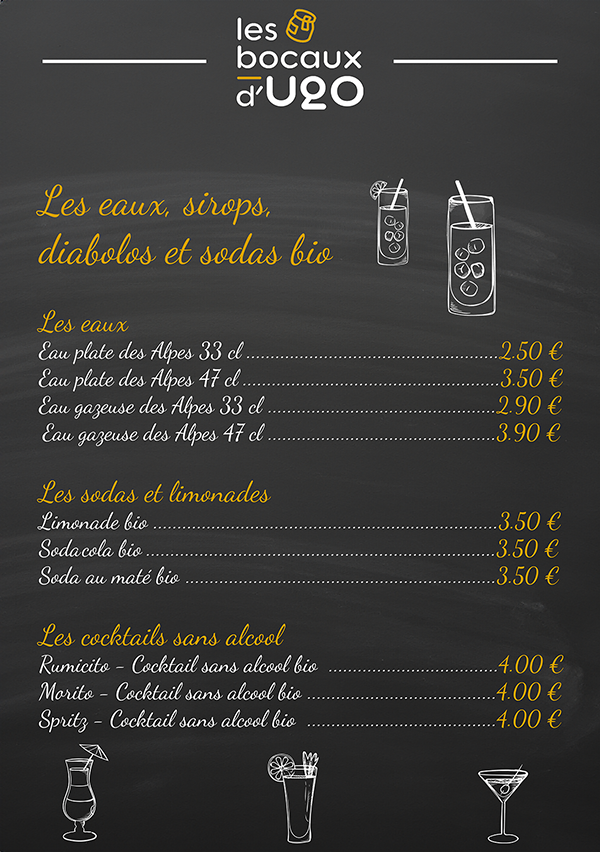 les
bocaux
d'Ugo
Les eaux, sirops,
diabolos et sodas bio
Les eaux
Eau plate des Alpes 33 cl ........................................................2.50 €
Eau plate des Alpes 47 cl ........................................................3.50 €
Eau gazeuse des Alpes 33 cl ...................................................2.90 €
Eau gazeuse des Alpes 47 cl ...................................................3.90 €
Les sodas et limonades
Limonade bio ............................................................................3.50 €
Sodacola bio ..............................................................................3.50 €
Soda au maté bio ......................................................................3.50 €
Les cocktails sans alcool
Rumicito - Cocktail sans alcool bio .....................................4.00 €
Morito - Cocktail sans alcool bio ..........................................4.00 €
Spritz - Cocktail sans alcool bio ..........................................4.00 €